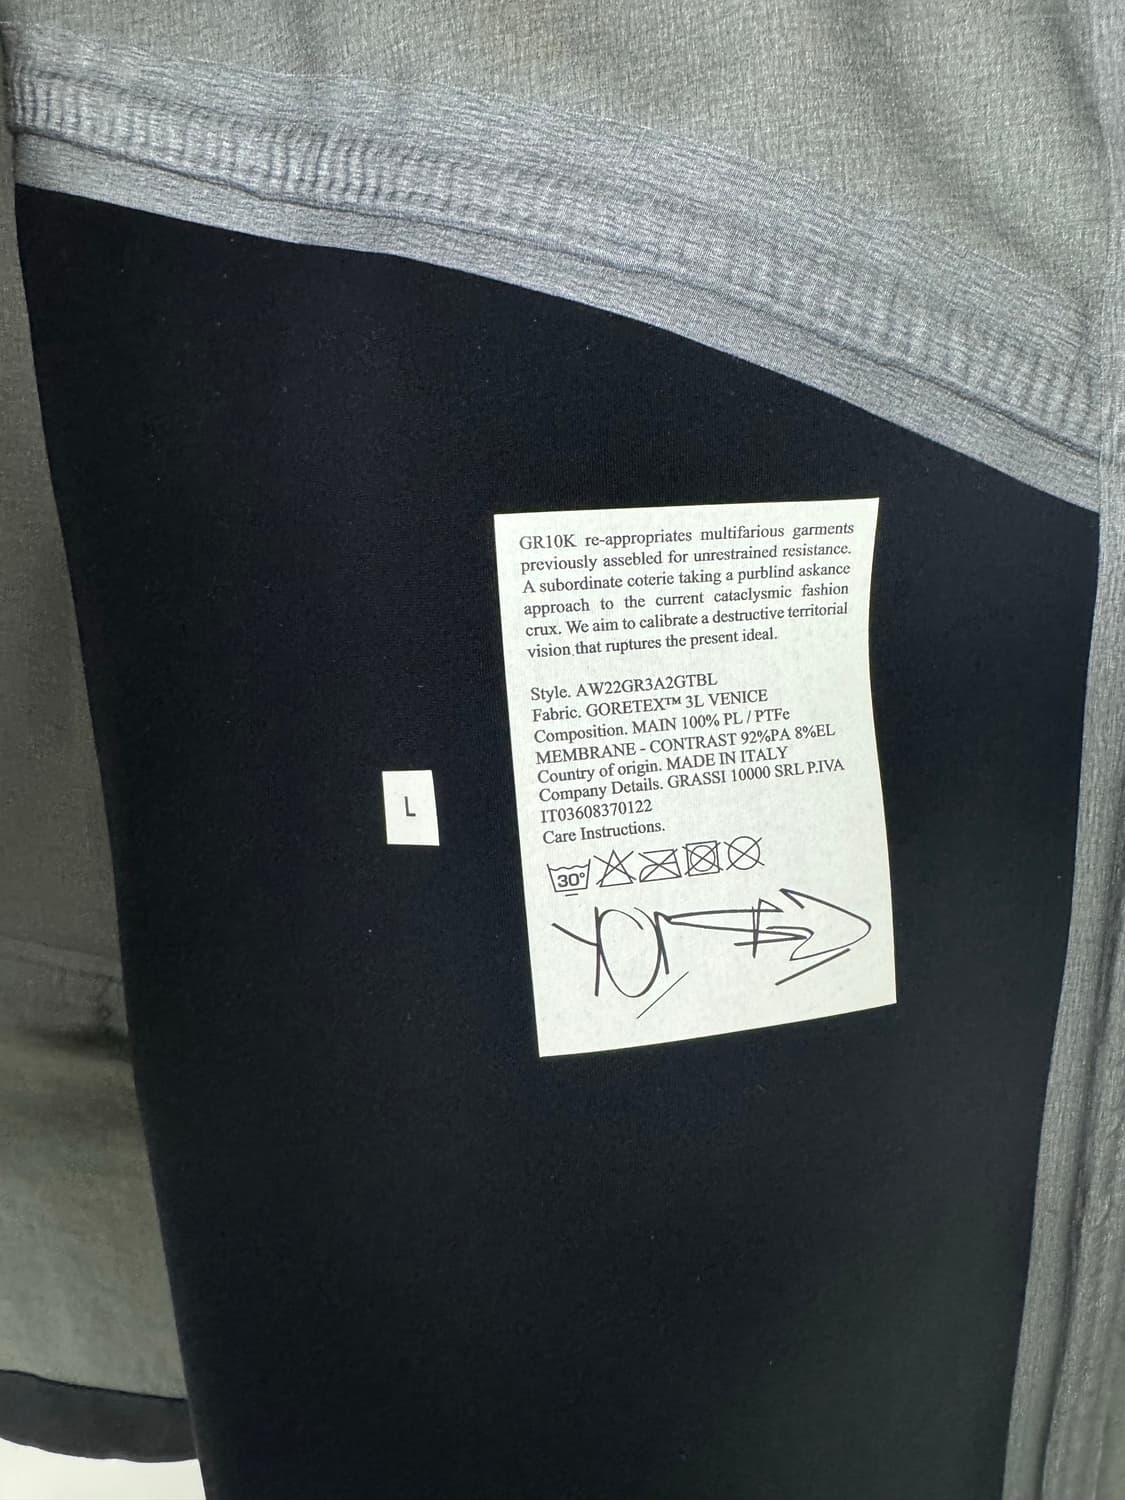 GR10K re-appropriates multifarious garments
previously assebled for unrestrained resistance.
A subordinate coterie taking a purblind askance
approach to the current cataclysmic fashion
crux. We aim to calibrate a destructive territorial
vision that ruptures the present ideal.
Style. AW22GR3A2GTBL
Fabric. GORETEX™ 3L VENICE
Composition. MAIN 100% PL / PTFe
MEMBRANE - CONTRAST 92%PA 8%EL
Country of origin. MADE IN ITALY
Company Details. GRASSI 10000 SRL P.IVA
IT03608370122
Care Instructions.
30°
L